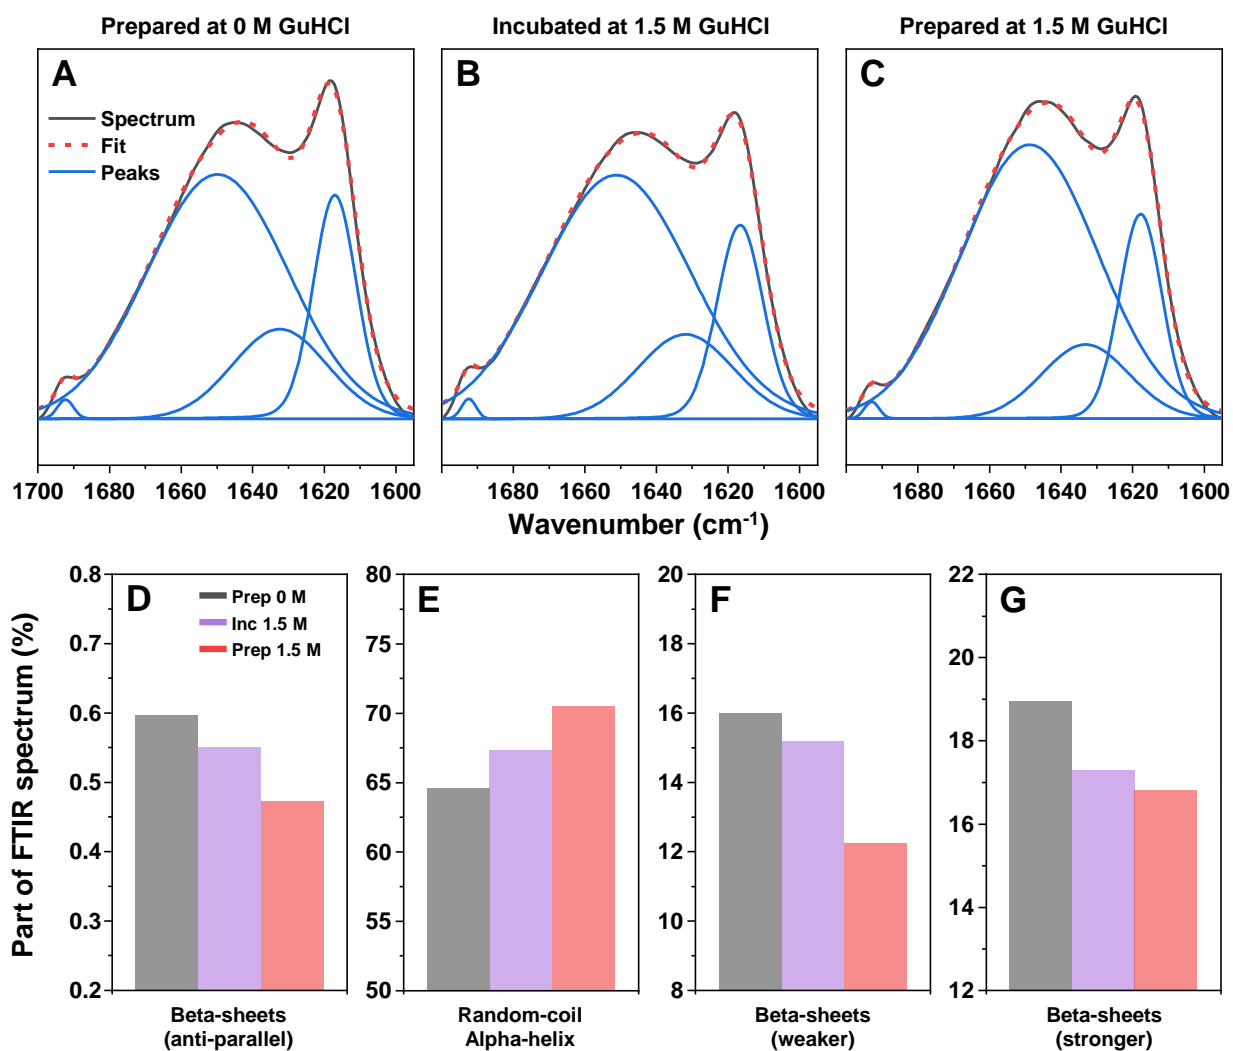 Prepared at 0 M GuHCl
Incubated at 1.5 M GuHCl
Prepared at 1.5 M GuHCl
A
B
C
Spectrum
Fit
Peaks
1700 1680 1660 1640 1620 1600
1680 1660 1640 1620 1600
1680 1660 1640 1620 1600
Wavenumber (cm⁻¹)
Part of FTIR spectrum (%)
D
Prep 0 M
Inc 1.5 M
Prep 1.5 M
0.8
0.7
0.6
0.5
0.4
0.3
0.2
Beta-sheets
(anti-parallel)
E
80
75
70
65
60
55
50
Random-coil
Alpha-helix
F
20
18
16
14
12
10
8
Beta-sheets
(weaker)
G
22
20
18
16
14
12
Beta-sheets
(stronger)